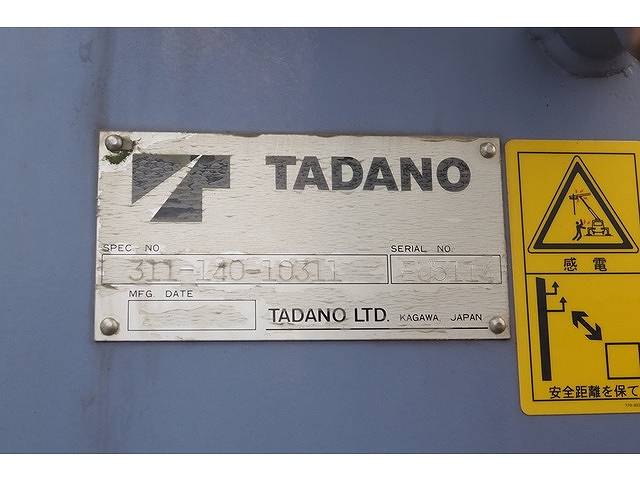 TADANO
SPEC. NO.
SERIAL NO.
311-140-10311
MFG. DATE
TADANO LTD. KAGAWA, JAPAN
感電
安全距離を保て